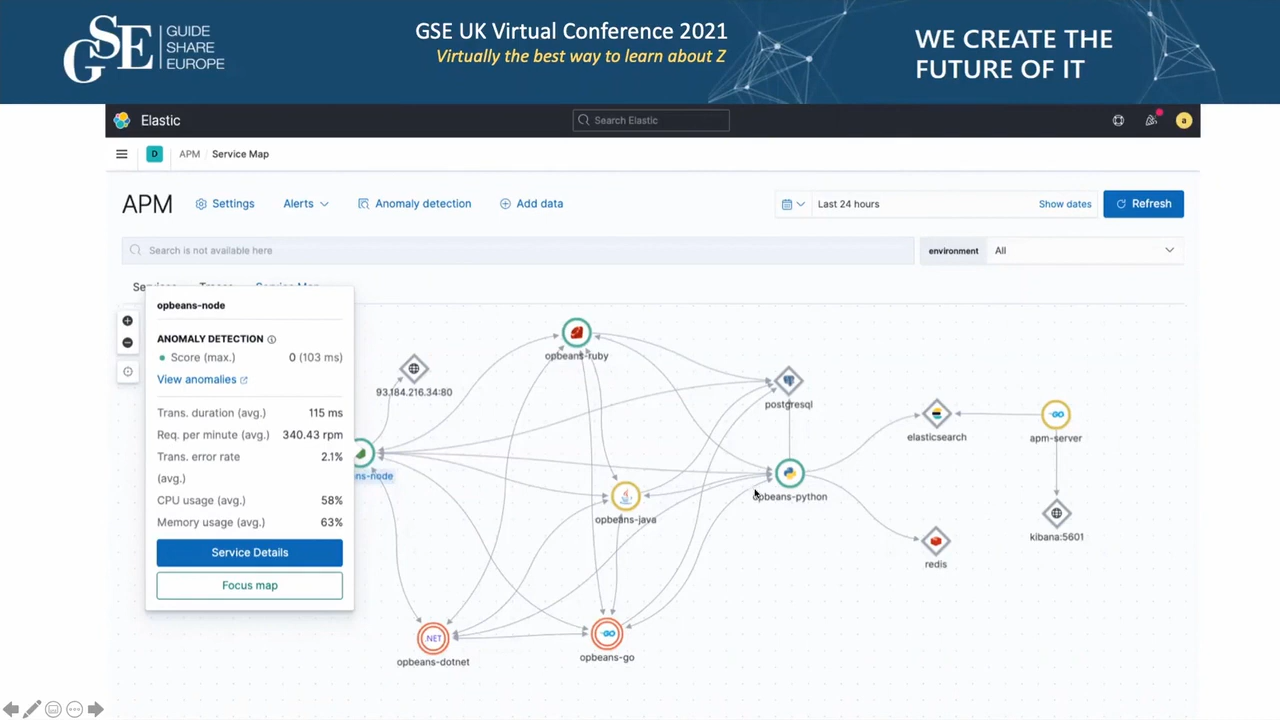 GSE
GUIDE
SHARE
EUROPE
GSE UK Virtual Conference 2021
Virtually the best way to learn about Z
WE CREATE THE
FUTURE OF IT
Elastic
Search Elastic
a
D
APM / Service Map
APM
Settings
Alerts
Anomaly detection
Add data
Last 24 hours
Show dates
Refresh
Search is not available here
environment
All
opbeans-node
ANOMALY DETECTION
Score (max.) 0 (103 ms)
View anomalies
Trans. duration (avg.) 115 ms
Req. per minute (avg.) 340.43 rpm
Trans. error rate 2.1%
(avg.)
CPU usage (avg.) 58%
Memory usage (avg.) 63%
Service Details
Focus map
opbeans-ruby
93.184.216.34:80
postgresql
elasticsearch
apm-server
ns-node
opbeans-python
opbeans-java
kibana:5601
redis
NET
opbeans-dotnet
GO
opbeans-go